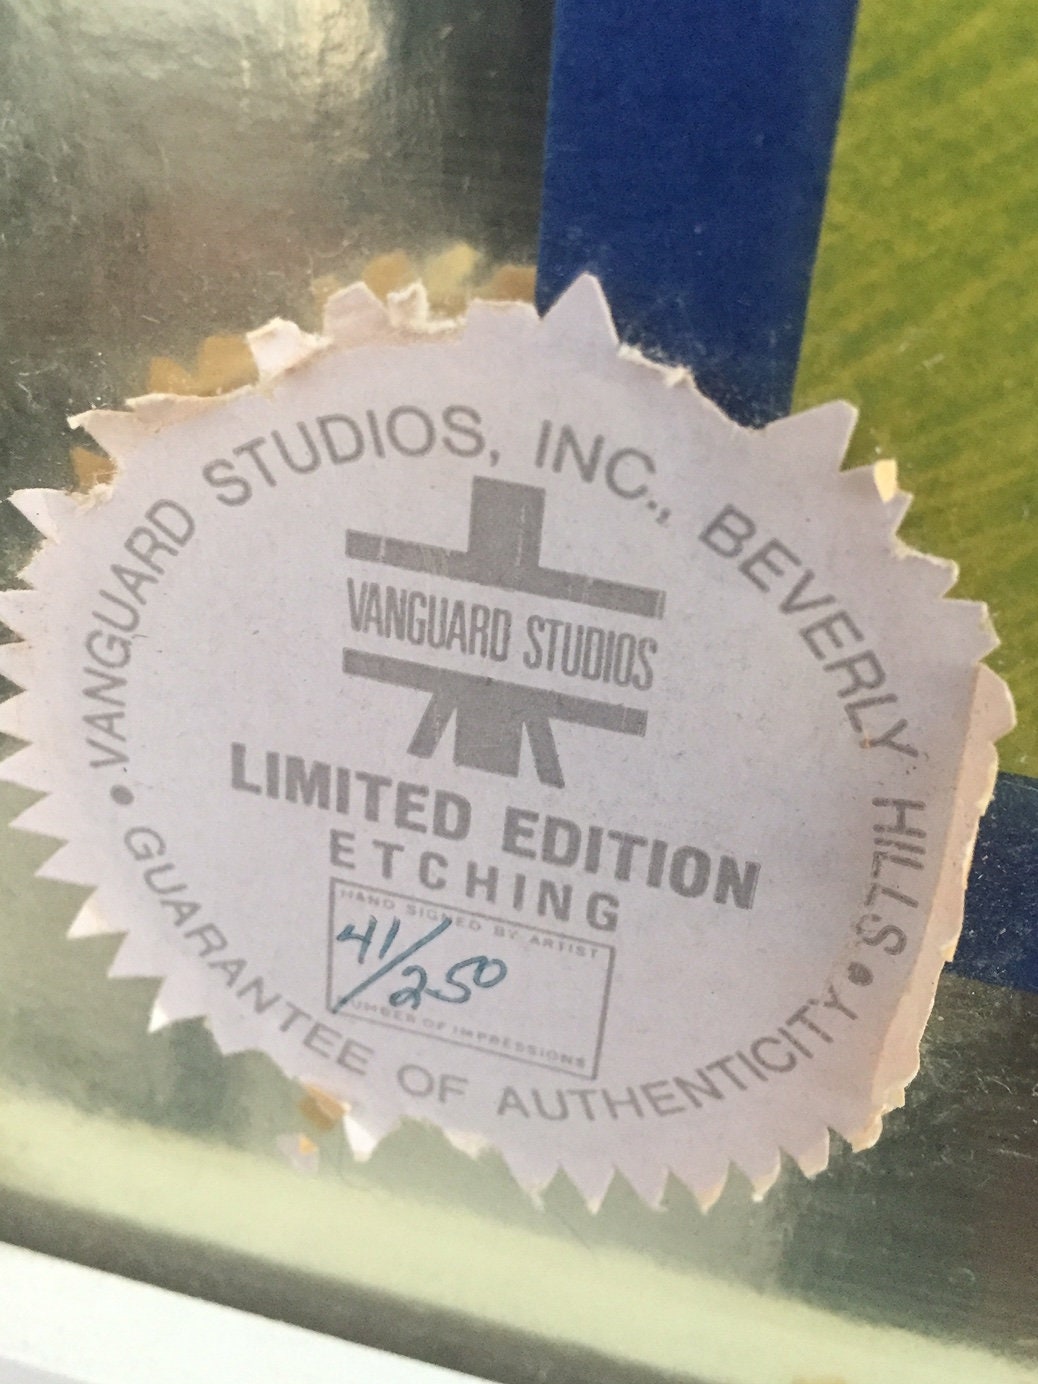 VANGUARD STUDIOS, INC., BEVERLY HILLS
VANGUARD STUDIOS
LIMITED EDITION
ETCHING
HAND SIGNED BY ARTIST
41/250
NUMBER OF IMPRESSIONS
• GUARANTEE OF AUTHENTICITY •